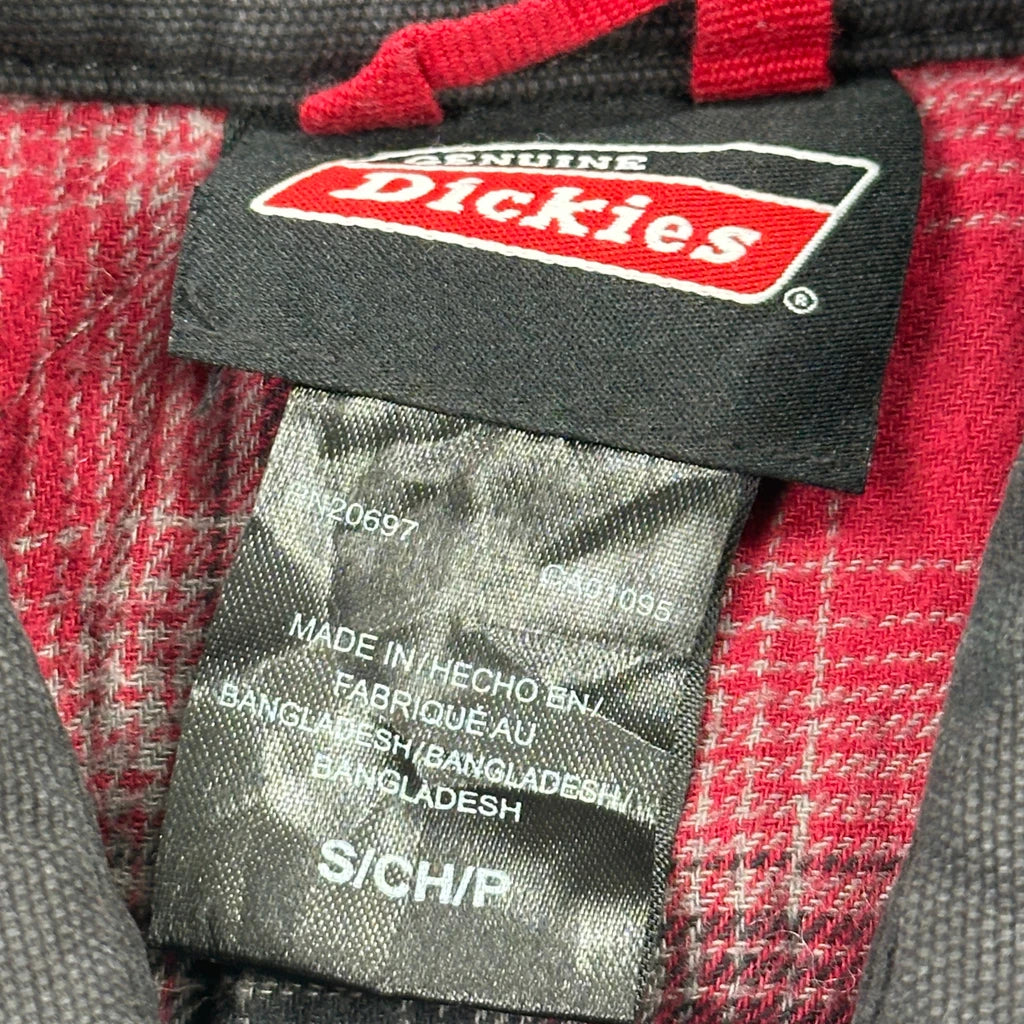 GENUINE
Dickies
®
RN20697
CA01095
MADE IN/HECHO EN/
FABRIQUÉ AU
BANGLADESH/BANGLADESH/
BANGLADESH
S/CH/P